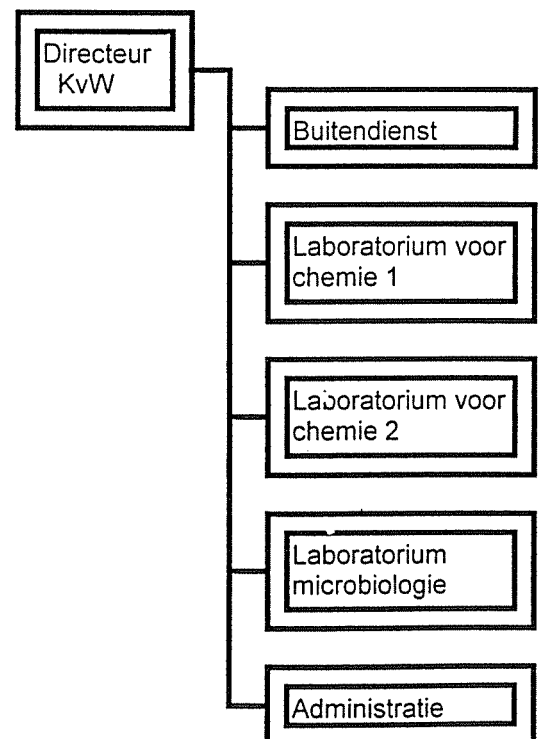 Directeur
KvW
Buitendienst
Laboratorium voor
chemie 1
Laboratorium voor
chemie 2
Laboratorium
microbiologie
Administratie